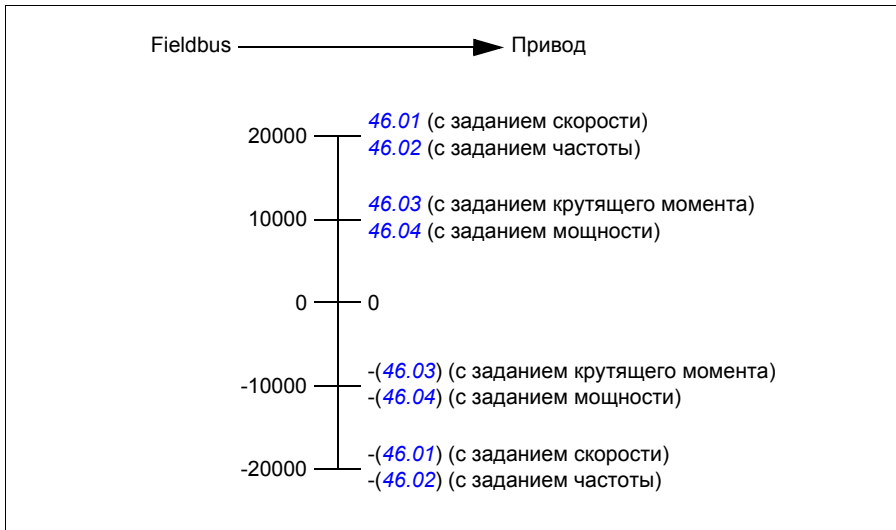 Fieldbus Привод
20000 46.01 (с заданием скорости)
46.02 (с заданием частоты)
10000 46.03 (с заданием крутящего момента)
46.04 (с заданием мощности)
0 0
-10000 -(46.03) (с заданием крутящего момента)
-(46.04) (с заданием мощности)
-20000 -(46.01) (с заданием скорости)
-(46.02) (с заданием частоты)